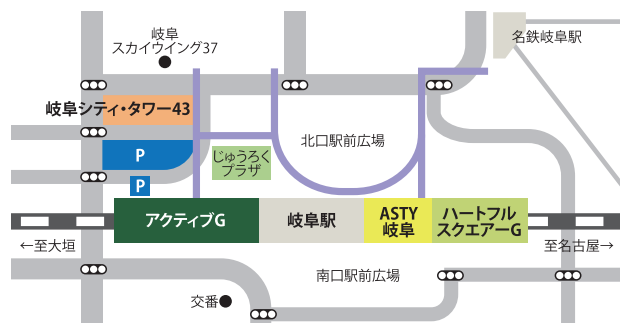 岐阜
スカイウイング37
名鉄岐阜駅
岐阜シティ・タワー43
北口駅前広場
P
じゅうろく
プラザ
P
アクティブG
岐阜駅
ASTY
岐阜
ハートフル
スクエアーG
←至大垣
至名古屋→
南口駅前広場
交番